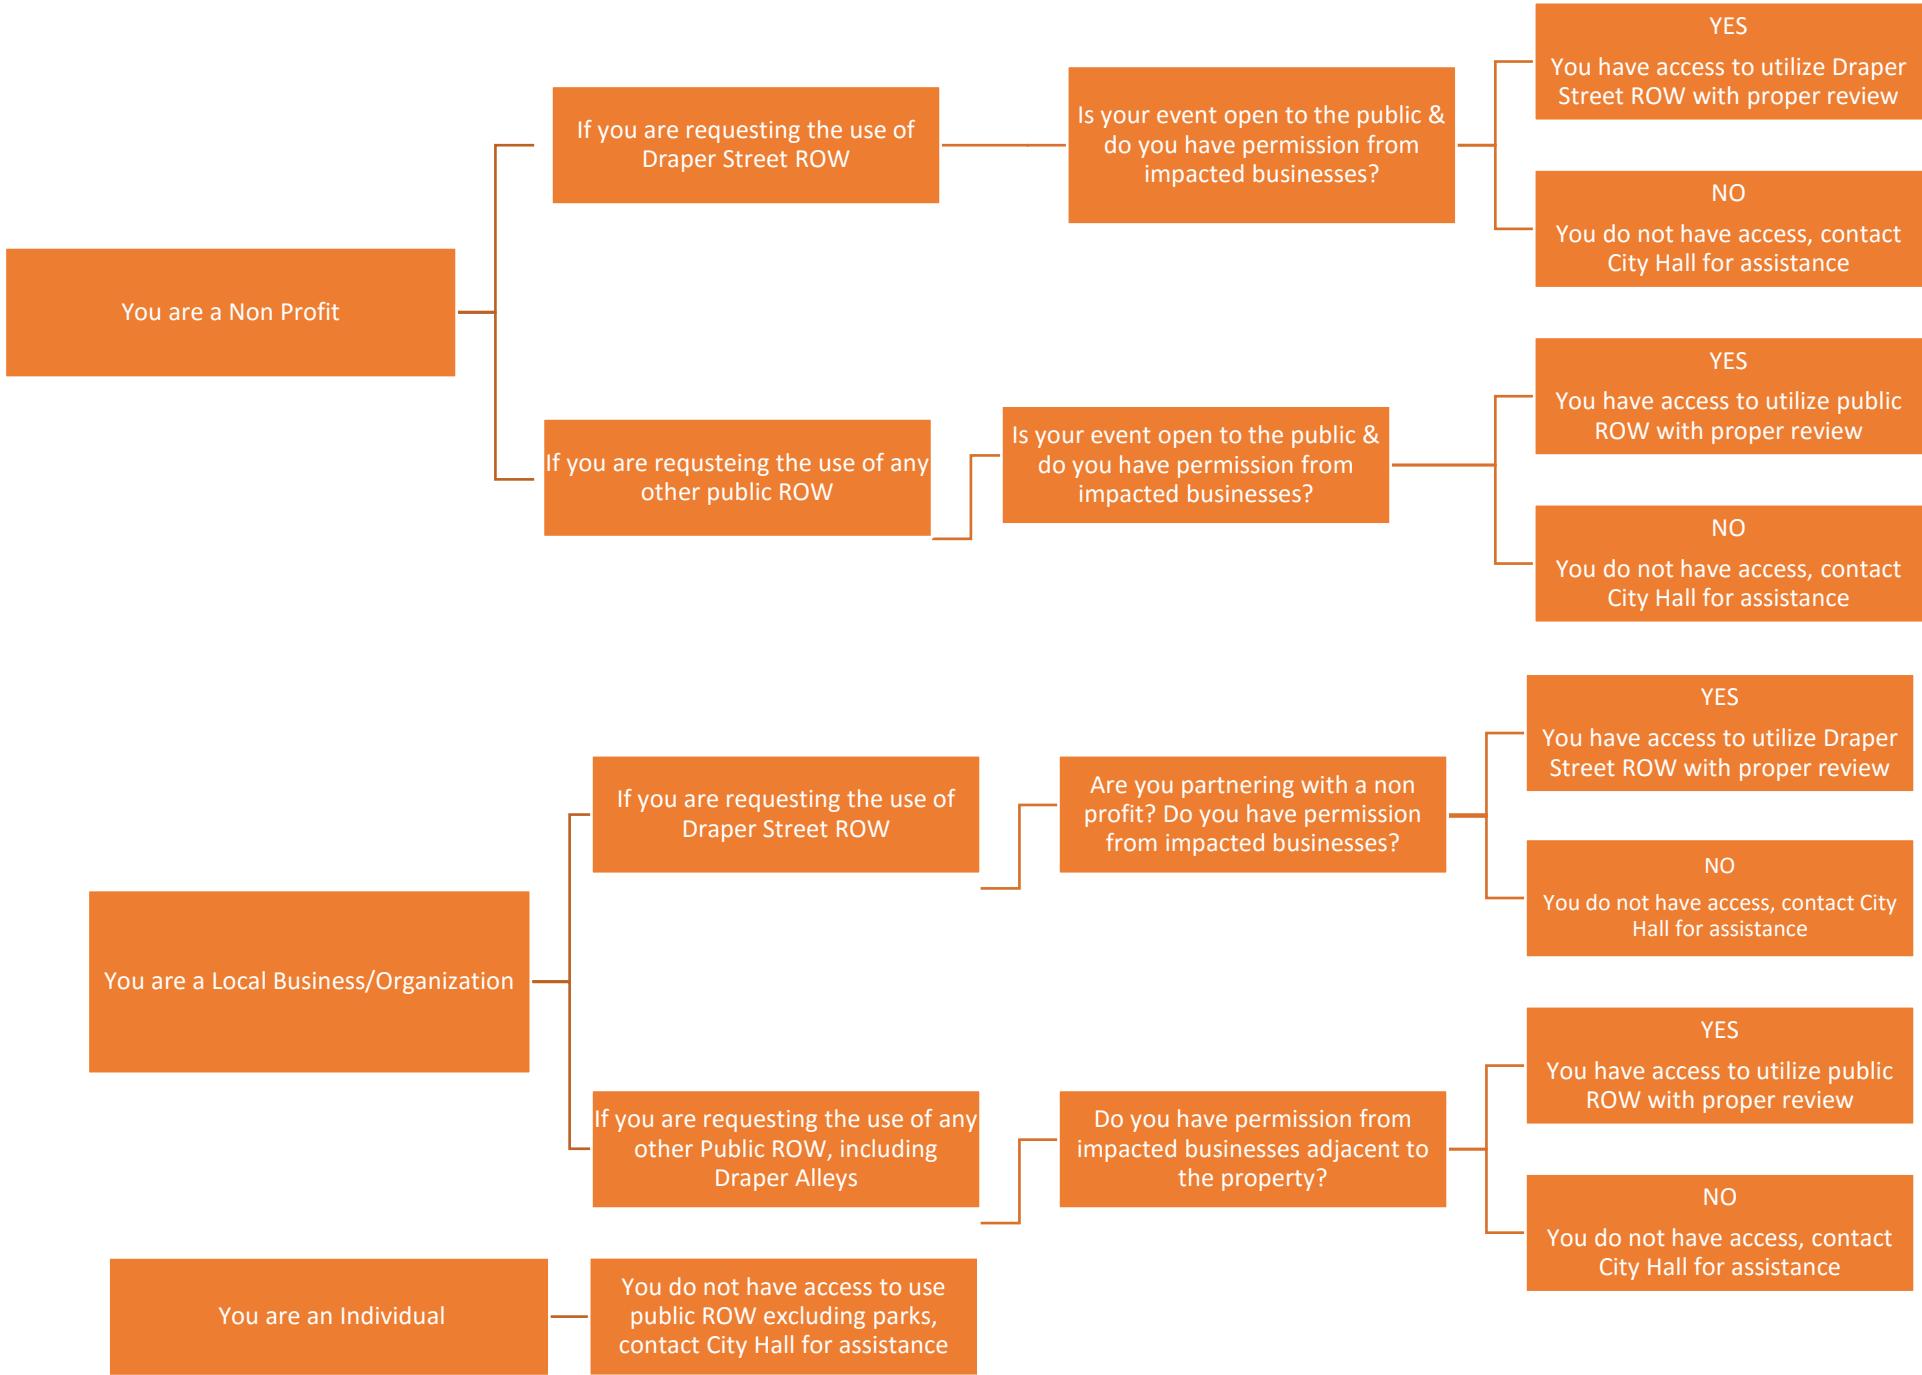 You are a Non Profit
If you are requesting the use of
Draper Street ROW
Is your event open to the public &
do you have permission from
impacted businesses?
YES
You have access to utilize Draper
Street ROW with proper review
NO
You do not have access, contact
City Hall for assistance
If you are requsteing the use of any
other public ROW
Is your event open to the public &
do you have permission from
impacted businesses?
YES
You have access to utilize public
ROW with proper review
NO
You do not have access, contact
City Hall for assistance
You are a Local Business/Organization
If you are requesting the use of
Draper Street ROW
Are you partnering with a non
profit? Do you have permission
from impacted businesses?
YES
You have access to utilize Draper
Street ROW with proper review
NO
You do not have access, contact City
Hall for assistance
If you are requesting the use of any
other Public ROW, including
Draper Alleys
Do you have permission from
impacted businesses adjacent to
the property?
YES
You have access to utilize public
ROW with proper review
NO
You do not have access, contact
City Hall for assistance
You are an Individual
You do not have access to use
public ROW excluding parks,
contact City Hall for assistance